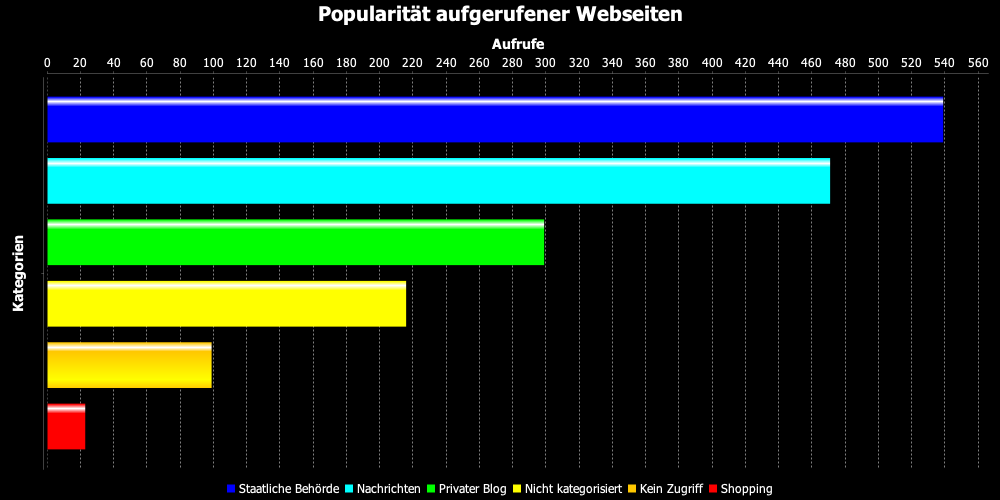 Popularität aufgerufener Webseiten
Aufrufe
0 20 40 60 80 100 120 140 160 180 200 220 240 260 280 300 320 340 360 380 400 420 440 460 480 500 520 540 560
Kategorien
Staatliche Behörde Nachrichten Privater Blog Nicht kategorisiert Kein Zugriff Shopping